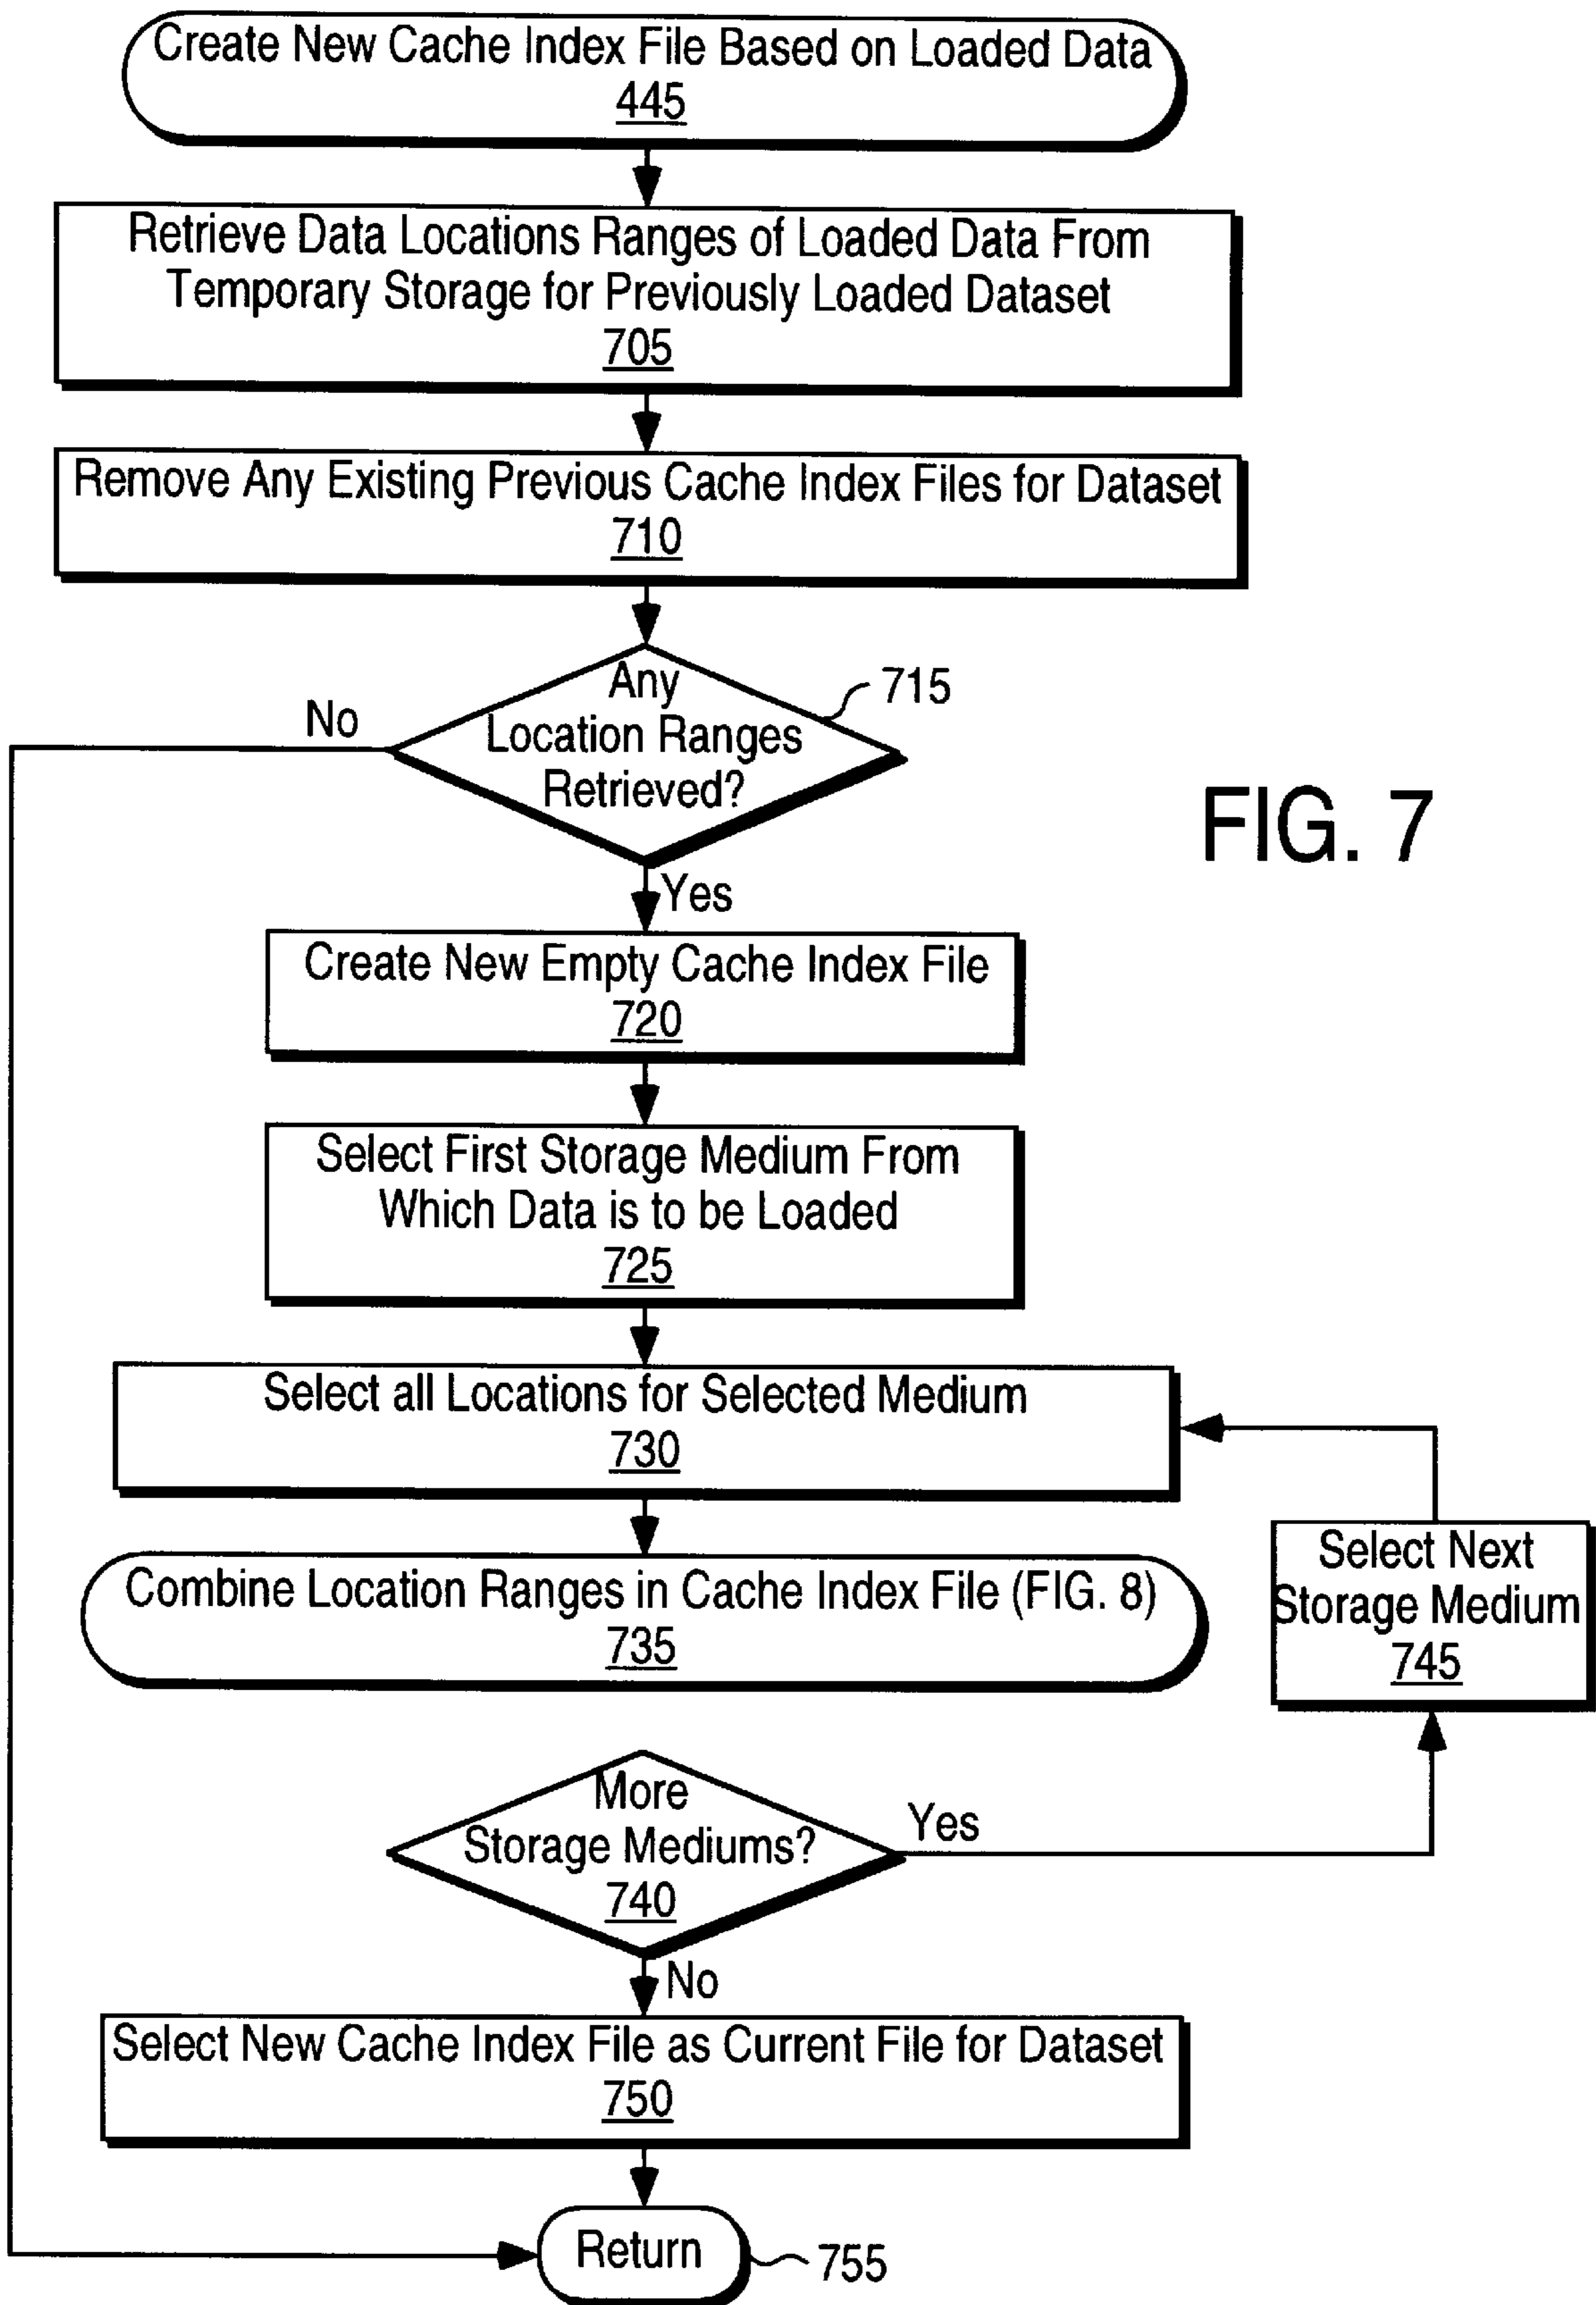 Create New Cache Index File Based on Loaded Data
445
Retrieve Data Locations Ranges of Loaded Data From
Temporary Storage for Previously Loaded Dataset
705
Remove Any Existing Previous Cache Index Files for Dataset
710
Any
Location Ranges
Retrieved?
715
No
FIG. 7
Yes
Create New Empty Cache Index File
720
Select First Storage Medium From
Which Data is to be Loaded
725
Select all Locations for Selected Medium
730
Combine Location Ranges in Cache Index File (FIG. 8)
735
Select Next
Storage Medium
745
More
Storage Mediums?
740
Yes
No
Select New Cache Index File as Current File for Dataset
750
Return
755